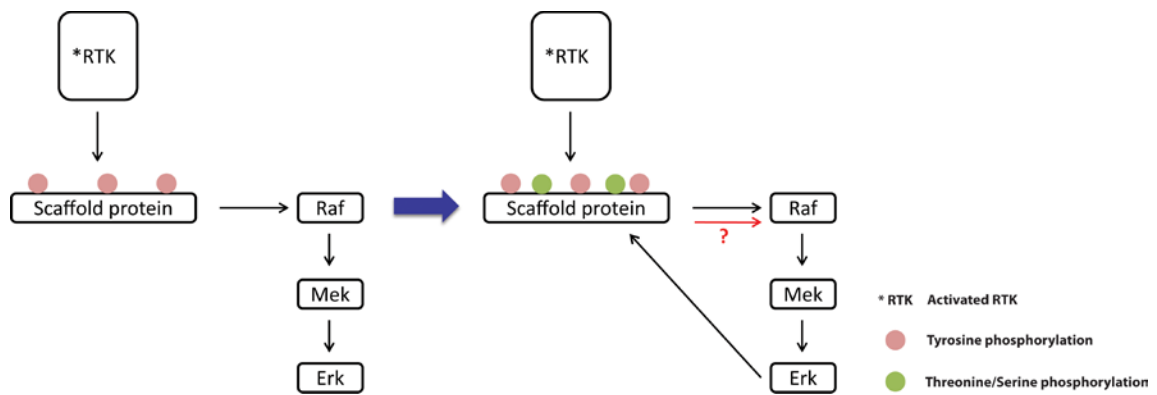 *RTK
Scaffold protein
Raf
Mek
Erk
*RTK
Scaffold protein
Raf
?
Mek
Erk
* RTK Activated RTK
Tyrosine phosphorylation
Threonine/Serine phosphorylation